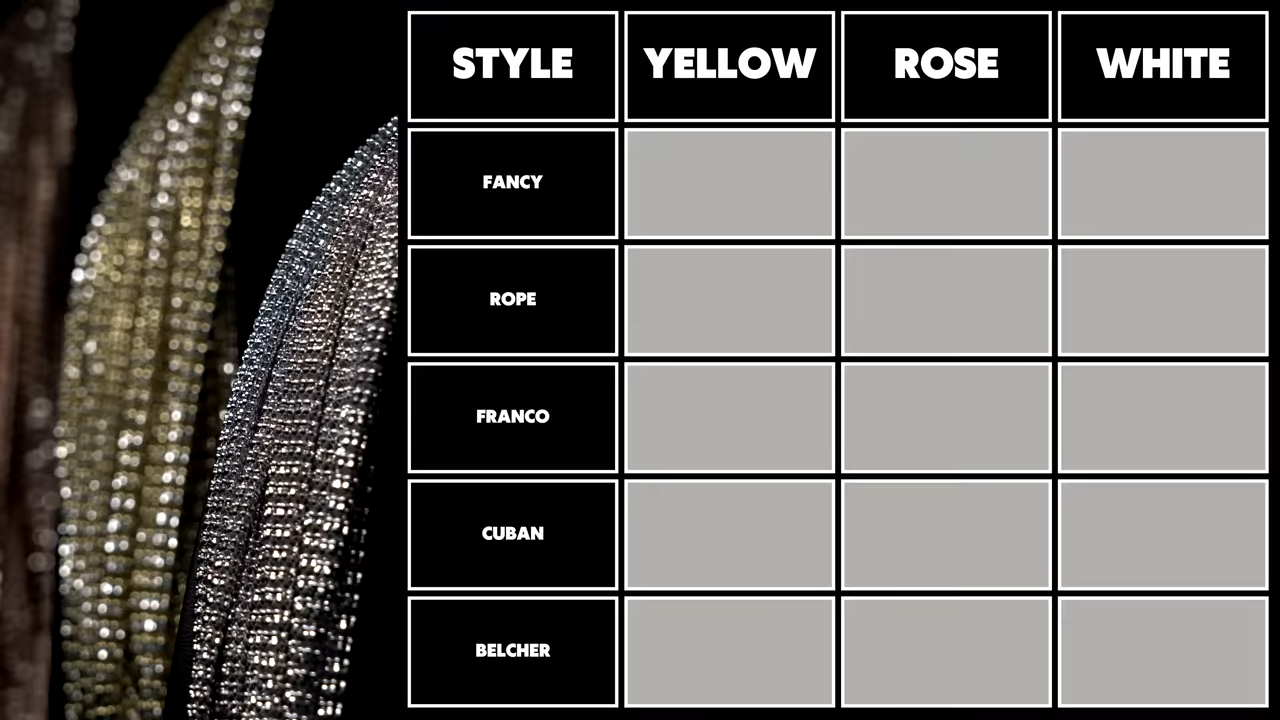 STYLE YELLOW ROSE WHITE
FANCY
ROPE
FRANCO
CUBAN
BELCHER